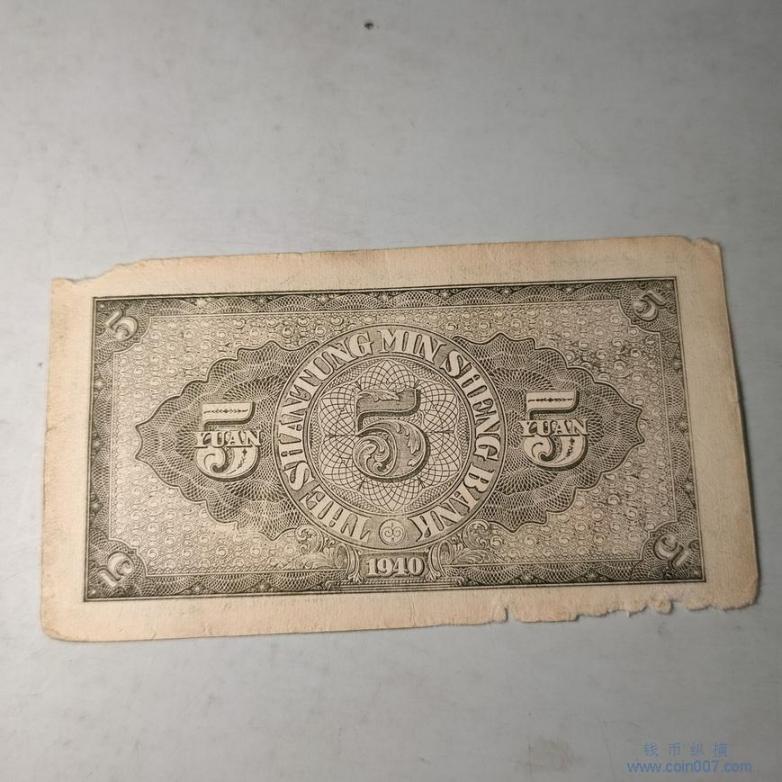 5 5
THE SHANTUNG MIN SHENG BANK
5
5 YUAN
5 YUAN
1940
5 5
钱币纵横
www.coin007.com